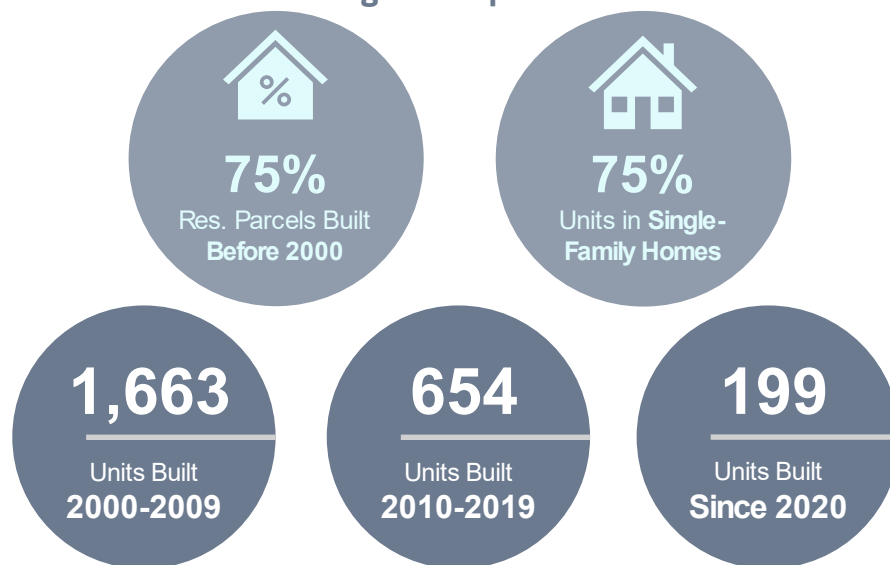 %
75%
Res. Parcels Built
Before 2000
75%
Units in Single-
Family Homes
1,663
Units Built
2000-2009
654
Units Built
2010-2019
199
Units Built
Since 2020